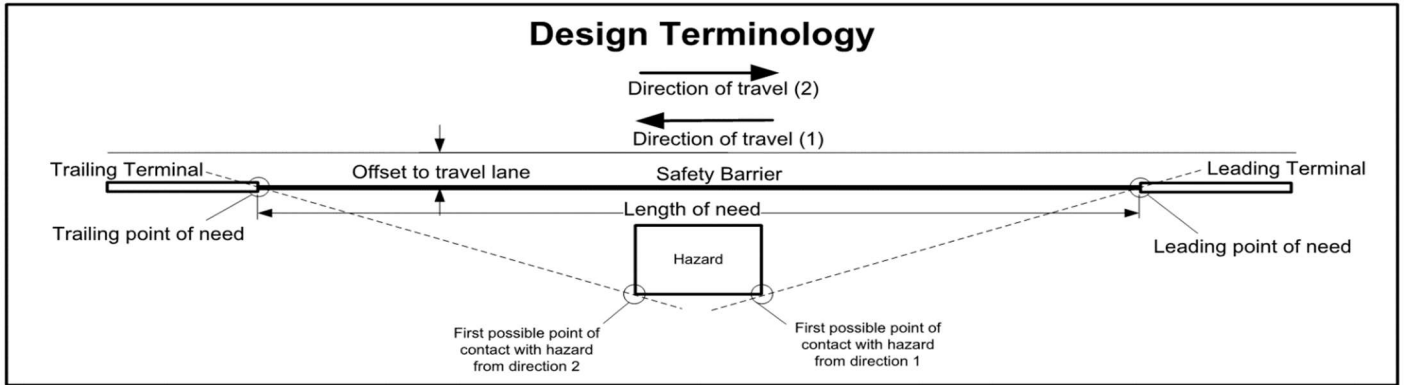 Design Terminology
Direction of travel (2)
Direction of travel (1)
Trailing Terminal
Offset to travel lane
Safety Barrier
Leading Terminal
Length of need
Trailing point of need
Leading point of need
Hazard
First possible point of
contact with hazard
from direction 2
First possible point of
contact with hazard
from direction 1